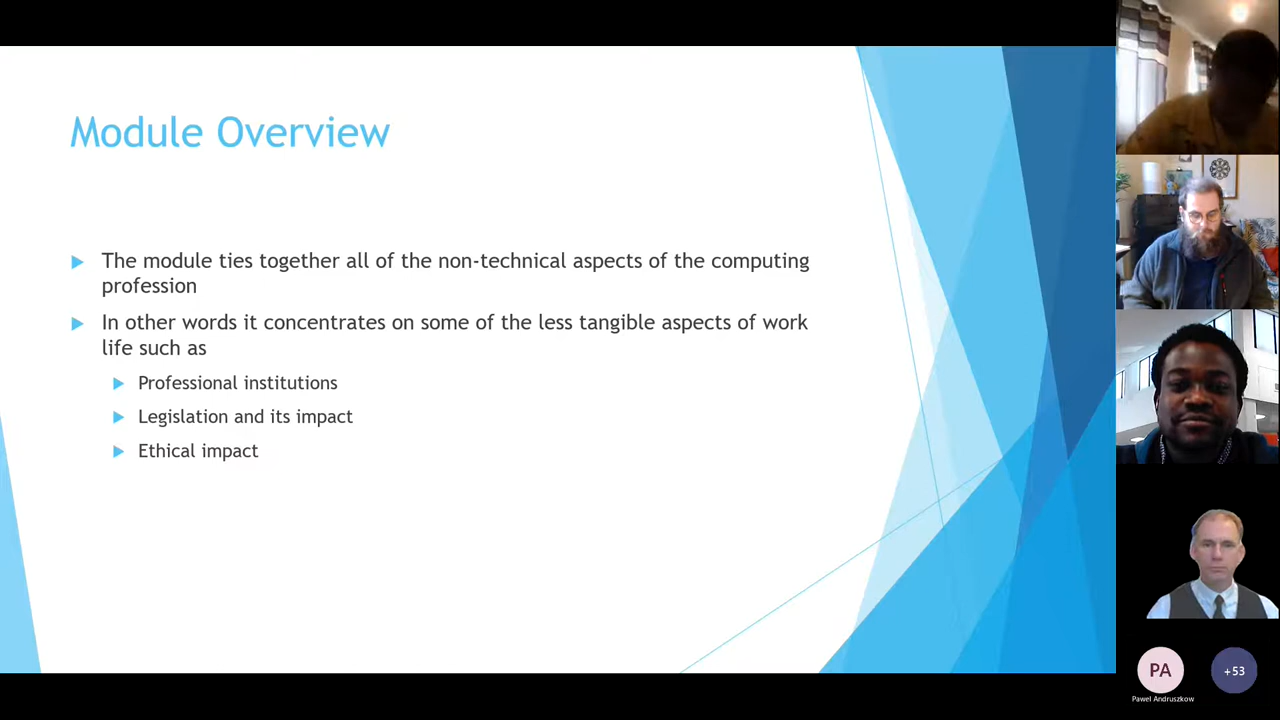 Module Overview
The module ties together all of the non-technical aspects of the computing
profession
In other words it concentrates on some of the less tangible aspects of work
life such as
Professional institutions
Legislation and its impact
Ethical impact
PA
+53
Pawel Andruszkow